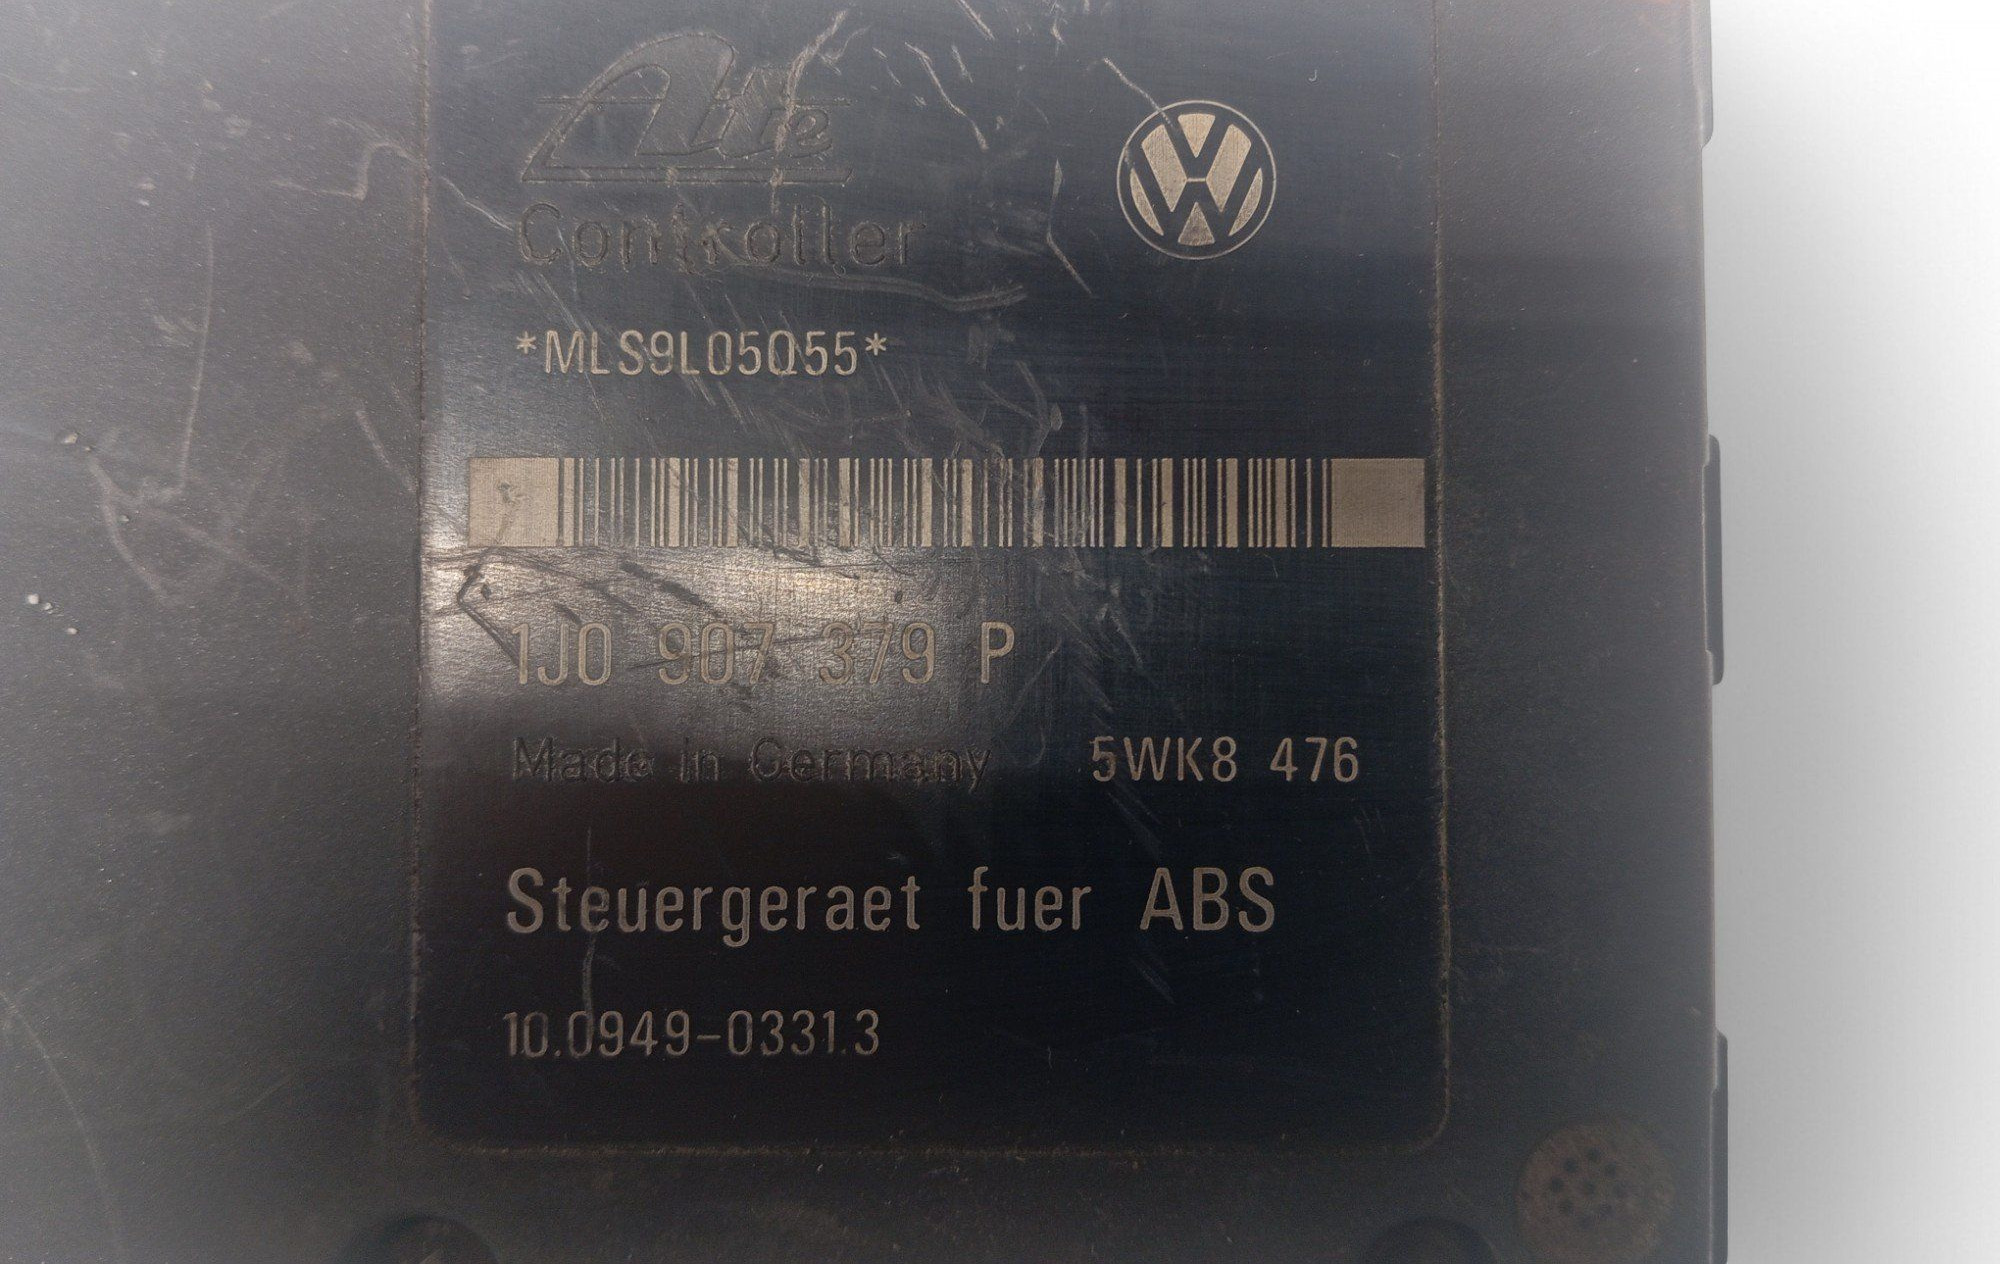 Ate
Controller
*MLS9L05Q55*
1J0 907 379 P
Made in Germany 5WK8 476
Steuergeraet fuer ABS
10.0949-0331.3